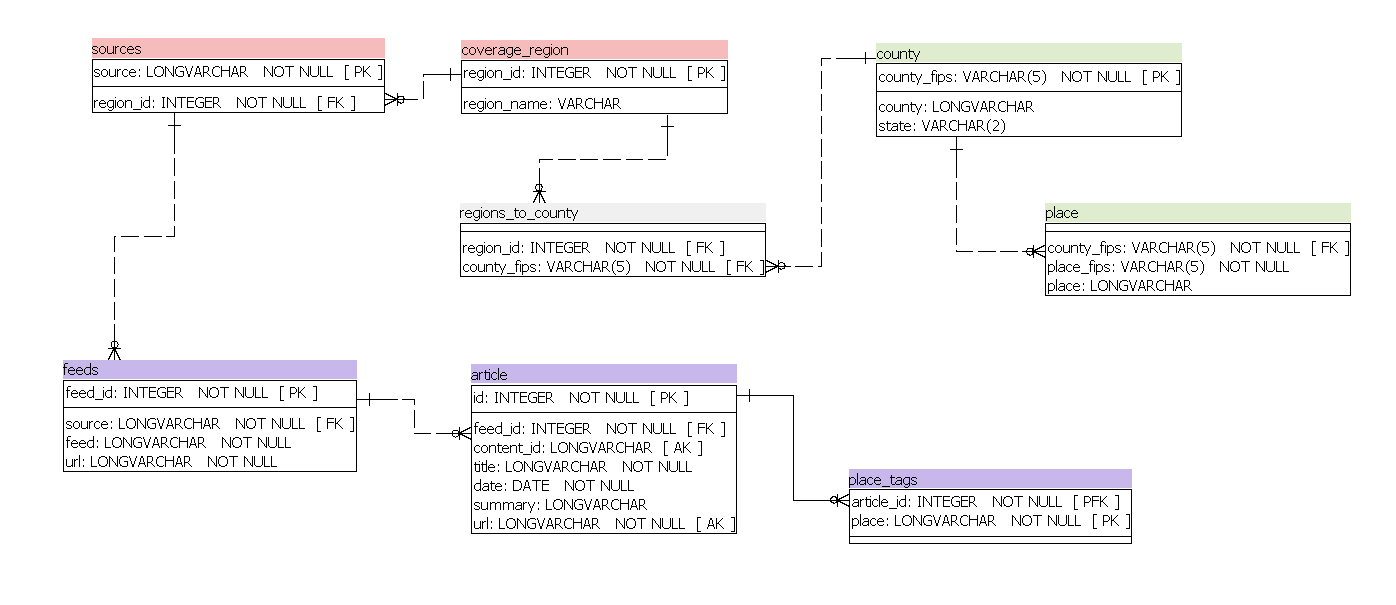 sources
source: LONGVARCHAR NOT NULL [ PK ]
region_id: INTEGER NOT NULL [ FK ]
coverage_region
region_id: INTEGER NOT NULL [ PK ]
region_name: VARCHAR
county
county_fips: VARCHAR(5) NOT NULL [ PK ]
county: LONGVARCHAR
state: VARCHAR(2)
regions_to_county
region_id: INTEGER NOT NULL [ FK ]
county_fips: VARCHAR(5) NOT NULL [ FK ]
place
county_fips: VARCHAR(5) NOT NULL [ FK ]
place_fips: VARCHAR(5) NOT NULL
place: LONGVARCHAR
feeds
feed_id: INTEGER NOT NULL [ PK ]
source: LONGVARCHAR NOT NULL [ FK ]
feed: LONGVARCHAR NOT NULL
url: LONGVARCHAR NOT NULL
article
id: INTEGER NOT NULL [ PK ]
feed_id: INTEGER NOT NULL [ FK ]
content_id: LONGVARCHAR [ AK ]
title: LONGVARCHAR NOT NULL
date: DATE NOT NULL
summary: LONGVARCHAR
url: LONGVARCHAR NOT NULL [ AK ]
place_tags
article_id: INTEGER NOT NULL [ PFK ]
place: LONGVARCHAR NOT NULL [ PK ]